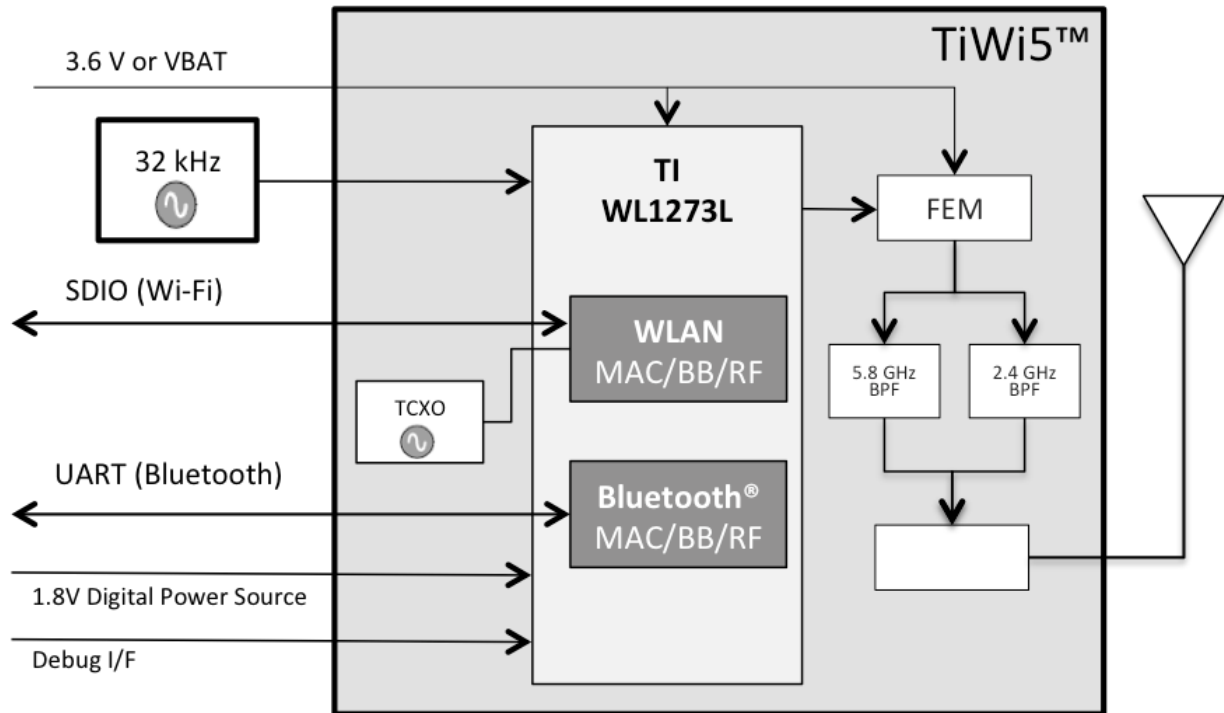 TiWi5™
3.6 V or VBAT
32 kHz
TI
WL1273L
FEM
SDIO (Wi-Fi)
WLAN
MAC/BB/RF
5.8 GHz
BPF
2.4 GHz
BPF
TCXO
UART (Bluetooth)
Bluetooth®
MAC/BB/RF
1.8V Digital Power Source
Debug I/F